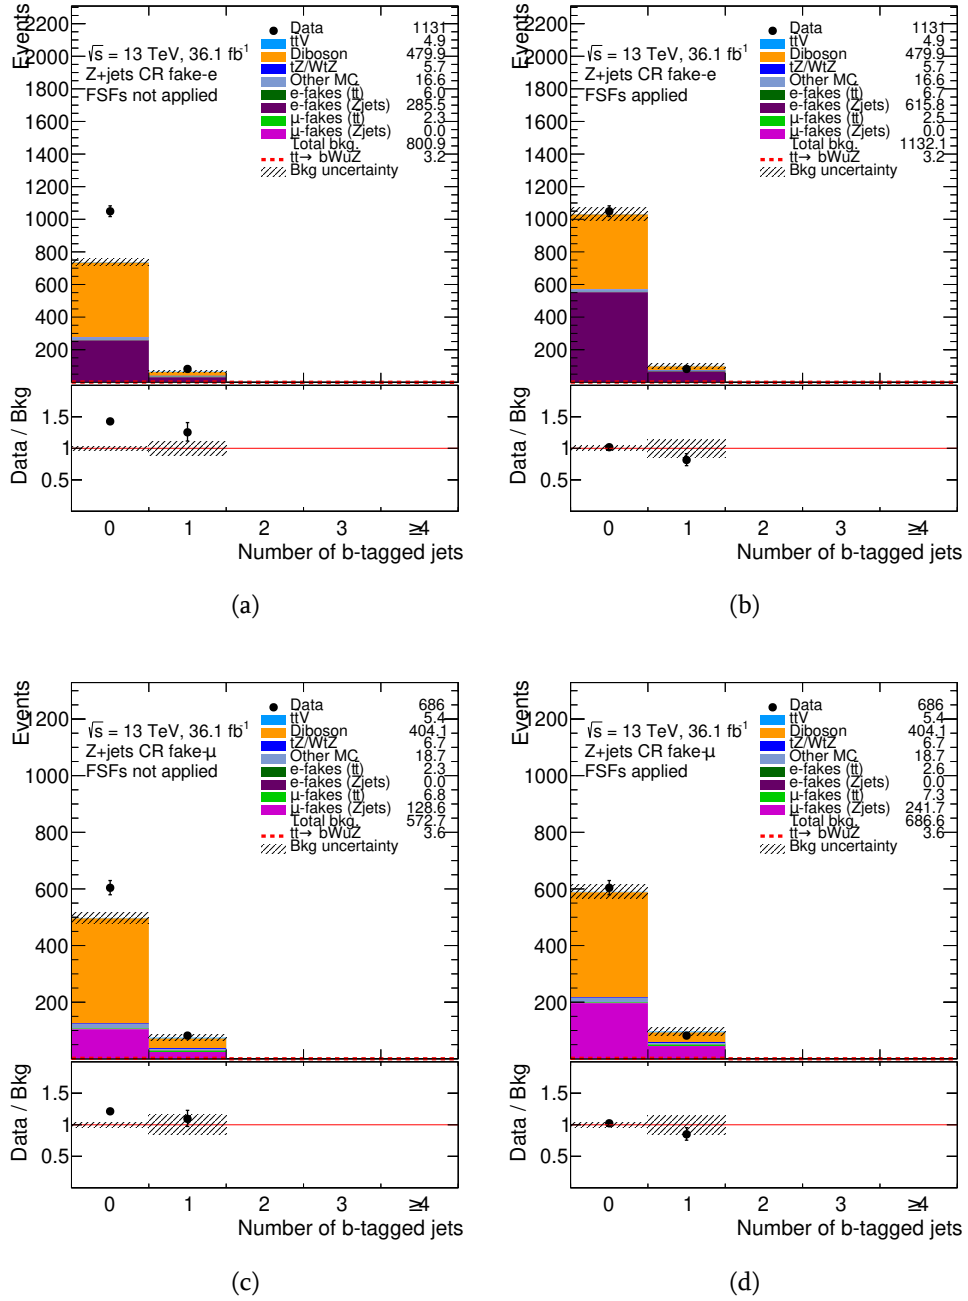 Events
2200
2000
1800
1600
1400
1200
1000
800
600
400
200
√s = 13 TeV, 36.1 fb-1
Z+jets CR fake-e
FSFs not applied
Data 1131
ttV 4.9
Diboson 479.9
tZ/WtZ 5.7
Other MC 16.6
e-fakes (tt̄) 6.0
e-fakes (Zjets) 285.5
μ-fakes (tt̄) 2.3
μ-fakes (Zjets) 0.0
Total bkg. 800.9
tt→ bWuZ 3.2
Bkg uncertainty
Data / Bkg
1.5
1
0.5
0 1 2 3 ≥4
Number of b-tagged jets
(a)
Events
2200
2000
1800
1600
1400
1200
1000
800
600
400
200
√s = 13 TeV, 36.1 fb-1
Z+jets CR fake-e
FSFs applied
Data 1131
ttV 4.9
Diboson 479.9
tZ/WtZ 5.7
Other MC 16.6
e-fakes (tt̄) 6.7
e-fakes (Zjets) 615.8
μ-fakes (tt̄) 2.5
μ-fakes (Zjets) 0.0
Total bkg. 1132.1
tt→ bWuZ 3.2
Bkg uncertainty
Data / Bkg
1.5
1
0.5
0 1 2 3 ≥4
Number of b-tagged jets
(b)
Events
1200
1000
800
600
400
200
√s = 13 TeV, 36.1 fb-1
Z+jets CR fake-μ
FSFs not applied
Data 686
ttV 5.4
Diboson 404.1
tZ/WtZ 6.7
Other MC 18.7
e-fakes (tt̄) 2.3
e-fakes (Zjets) 0.0
μ-fakes (tt̄) 6.8
μ-fakes (Zjets) 128.6
Total bkg. 572.7
tt→ bWuZ 3.6
Bkg uncertainty
Data / Bkg
1.5
1
0.5
0 1 2 3 ≥4
Number of b-tagged jets
(c)
Events
1200
1000
800
600
400
200
√s = 13 TeV, 36.1 fb-1
Z+jets CR fake-μ
FSFs applied
Data 686
ttV 5.4
Diboson 404.1
tZ/WtZ 6.7
Other MC 18.7
e-fakes (tt̄) 2.6
e-fakes (Zjets) 0.0
μ-fakes (tt̄) 7.3
μ-fakes (Zjets) 241.7
Total bkg. 686.6
tt→ bWuZ 3.6
Bkg uncertainty
Data / Bkg
1.5
1
0.5
0 1 2 3 ≥4
Number of b-tagged jets
(d)